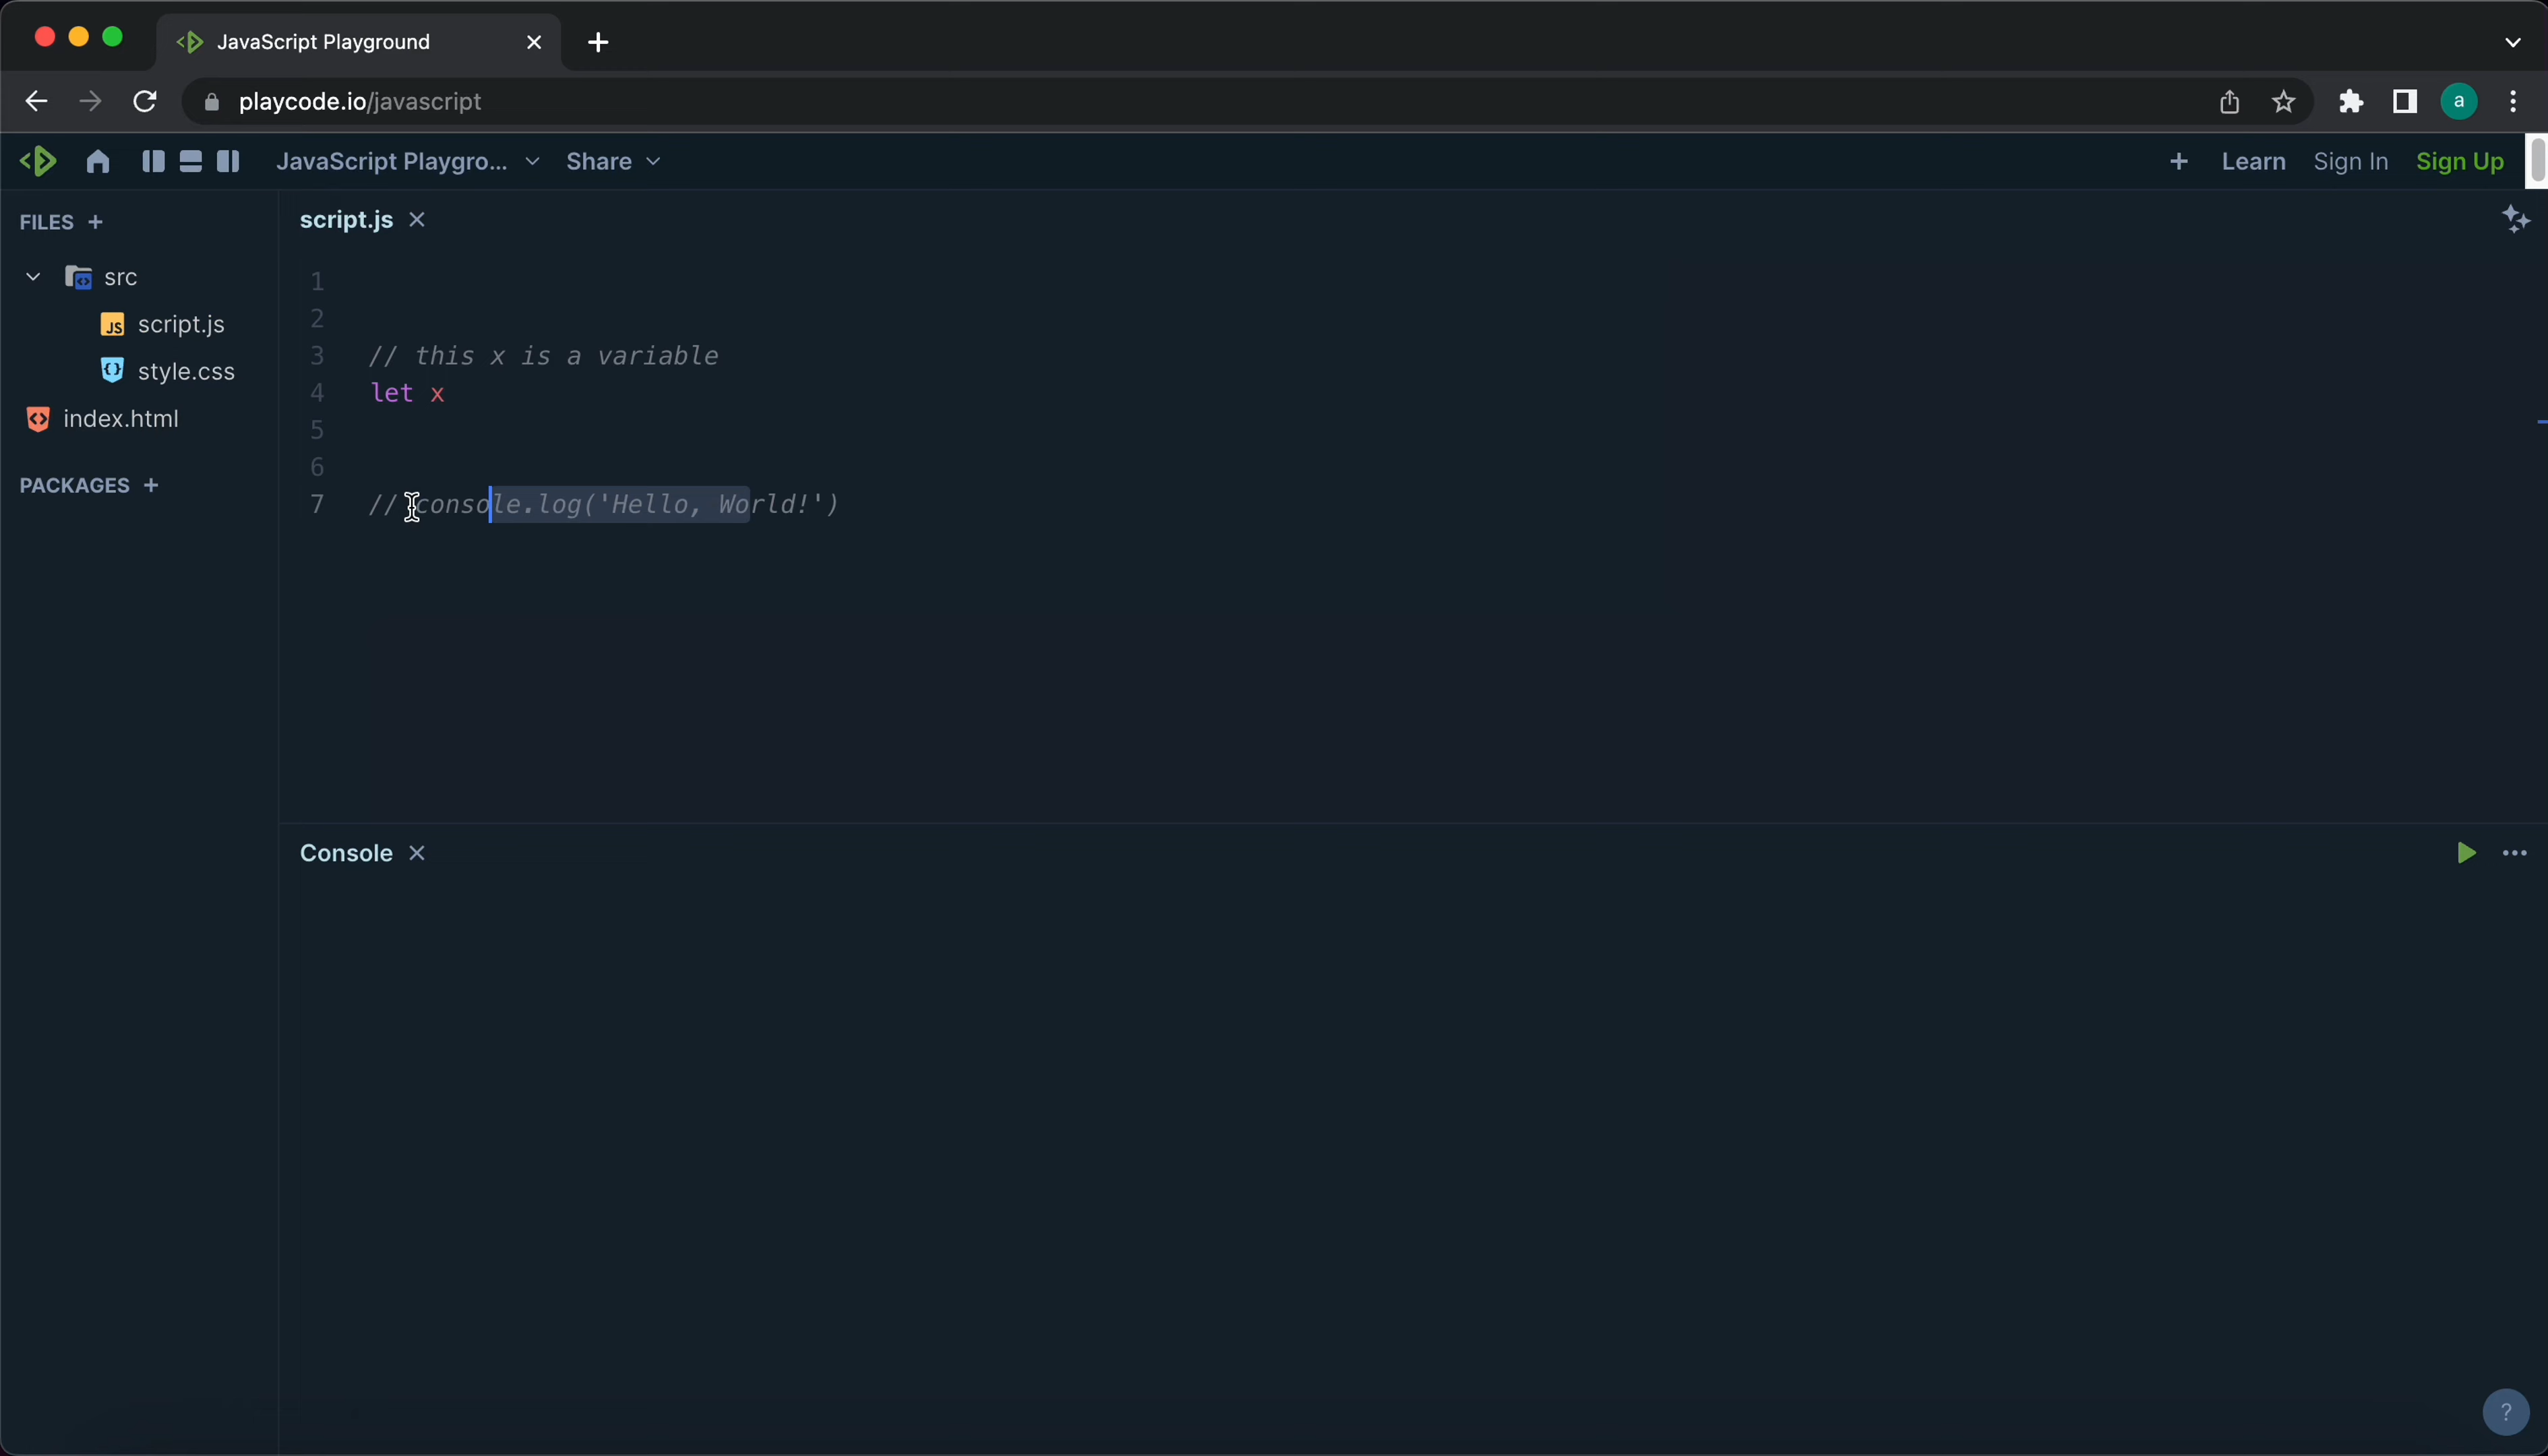 JavaScript Playground
playcode.io/javascript
a
JavaScript Playgro...
Share
Learn
Sign In
Sign Up
FILES
src
script.js
style.css
index.html
PACKAGES
script.js
1
2
3 // this x is a variable
4 let x
5
6
7 // console.log('Hello, World!')
Console
?